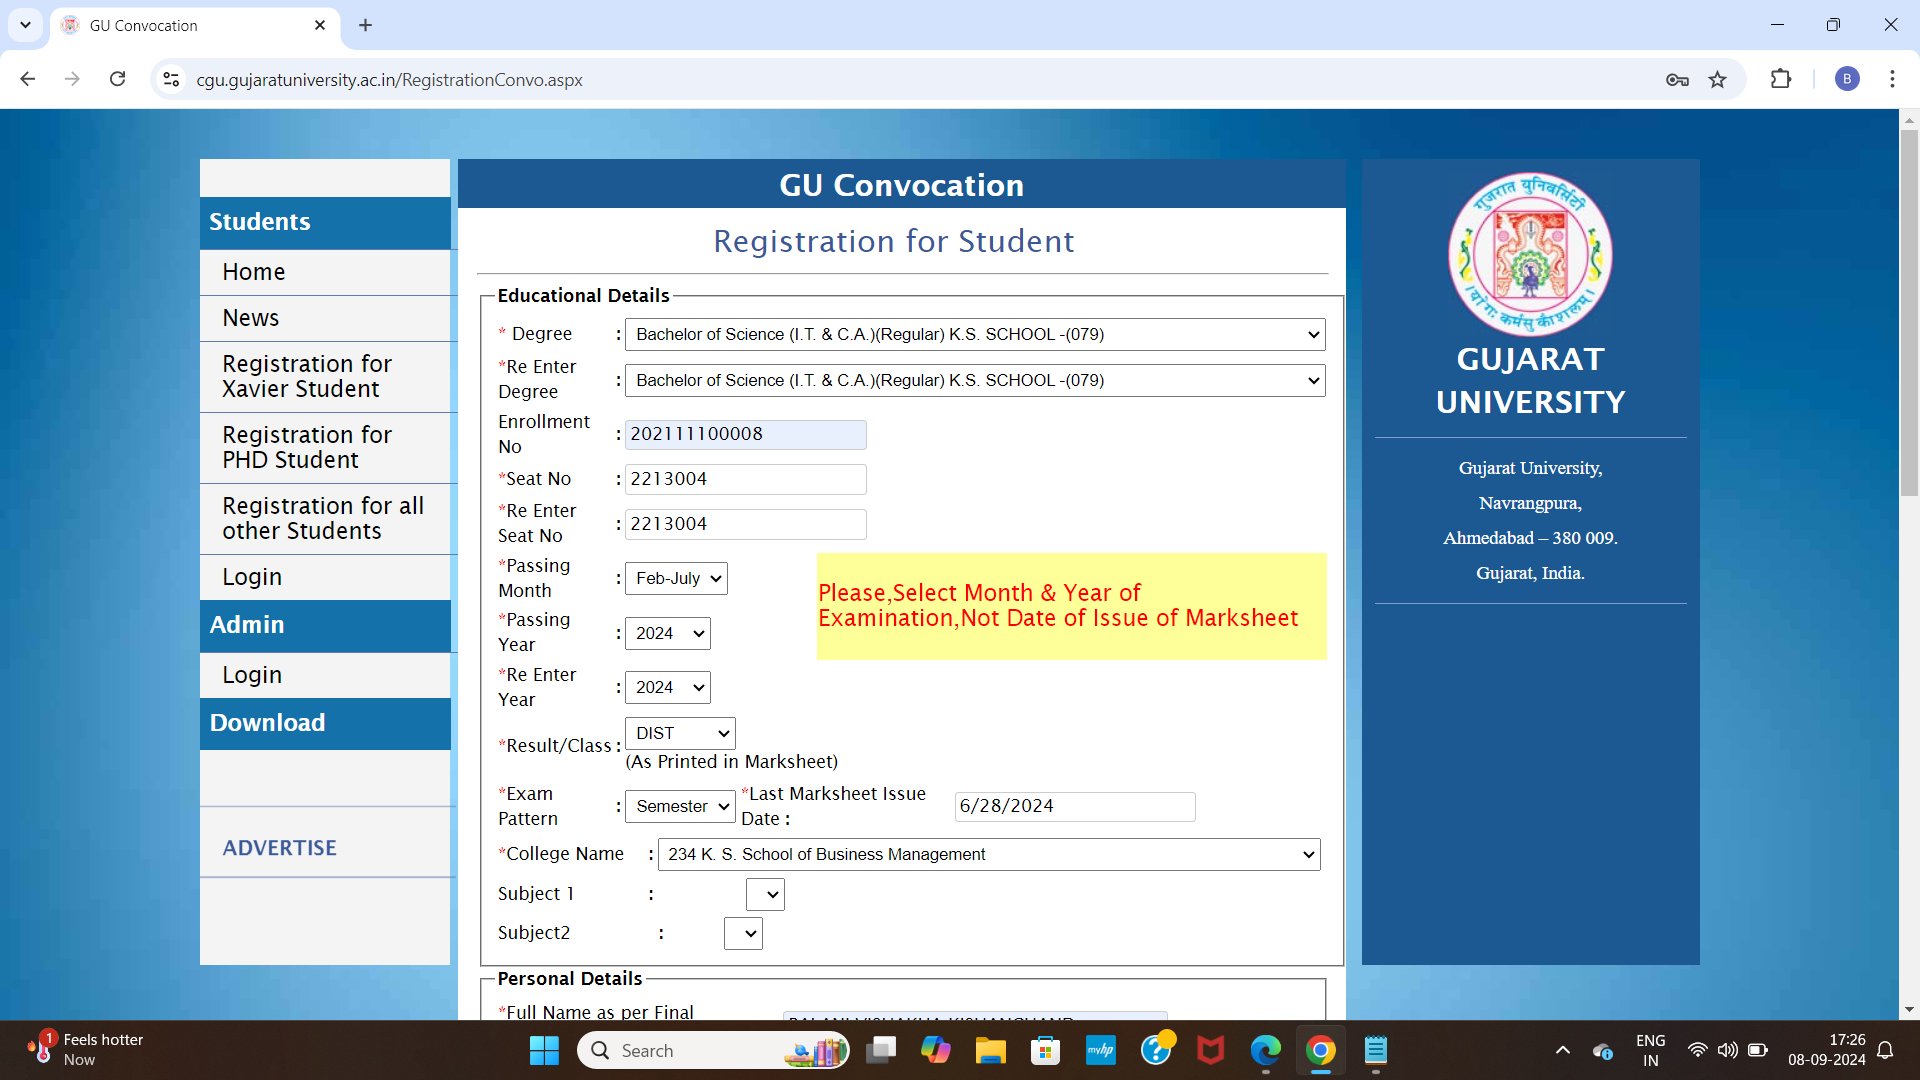 GU Convocation
cgu.gujaratuniversity.ac.in/RegistrationConvo.aspx
B
Students
Home
News
Registration for
Xavier Student
Registration for
PHD Student
Registration for all
other Students
Login
Admin
Login
Download
ADVERTISE
GU Convocation
Registration for Student
Educational Details
* Degree : Bachelor of Science (I.T. & C.A.)(Regular) K.S. SCHOOL -(079)
*Re Enter
Degree : Bachelor of Science (I.T. & C.A.)(Regular) K.S. SCHOOL -(079)
Enrollment
No : 202111100008
*Seat No : 2213004
*Re Enter
Seat No : 2213004
*Passing
Month : Feb-July
*Passing
Year : 2024
Please,Select Month & Year of
Examination,Not Date of Issue of Marksheet
*Re Enter
Year : 2024
*Result/Class : DIST
(As Printed in Marksheet)
*Exam
Pattern : Semester
*Last Marksheet Issue
Date : 6/28/2024
*College Name : 234 K. S. School of Business Management
Subject 1 :
Subject2 :
Personal Details
*Full Name as per Final
ગુજરાત યુનિવર્સિટી
योगः कर्मसु कौशलम्
GUJARAT
UNIVERSITY
Gujarat University,
Navrangpura,
Ahmedabad – 380 009.
Gujarat, India.
1
Feels hotter
Now
Search
myhp
ENG
IN
17:26
08-09-2024